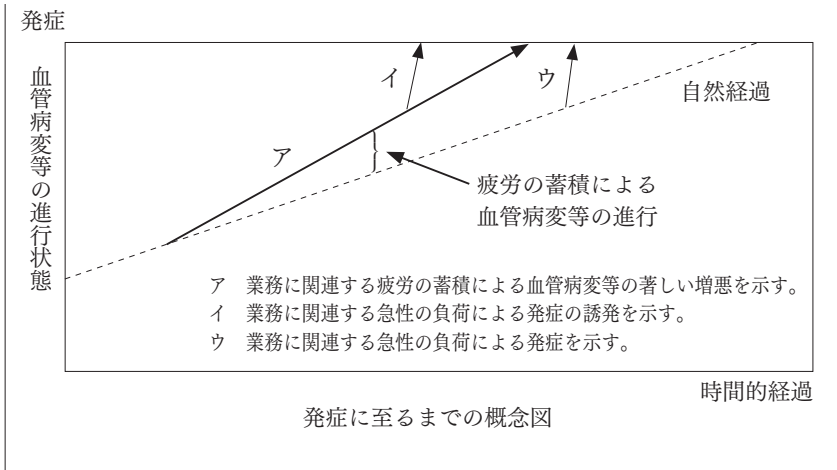 発症
血管病変等の進行状態
イ
ウ
自然経過
ア
疲労の蓄積による
血管病変等の進行
ア 業務に関連する疲労の蓄積による血管病変等の著しい増悪を示す。
イ 業務に関連する急性の負荷による発症の誘発を示す。
ウ 業務に関連する急性の負荷による発症を示す。
時間的経過
発症に至るまでの概念図